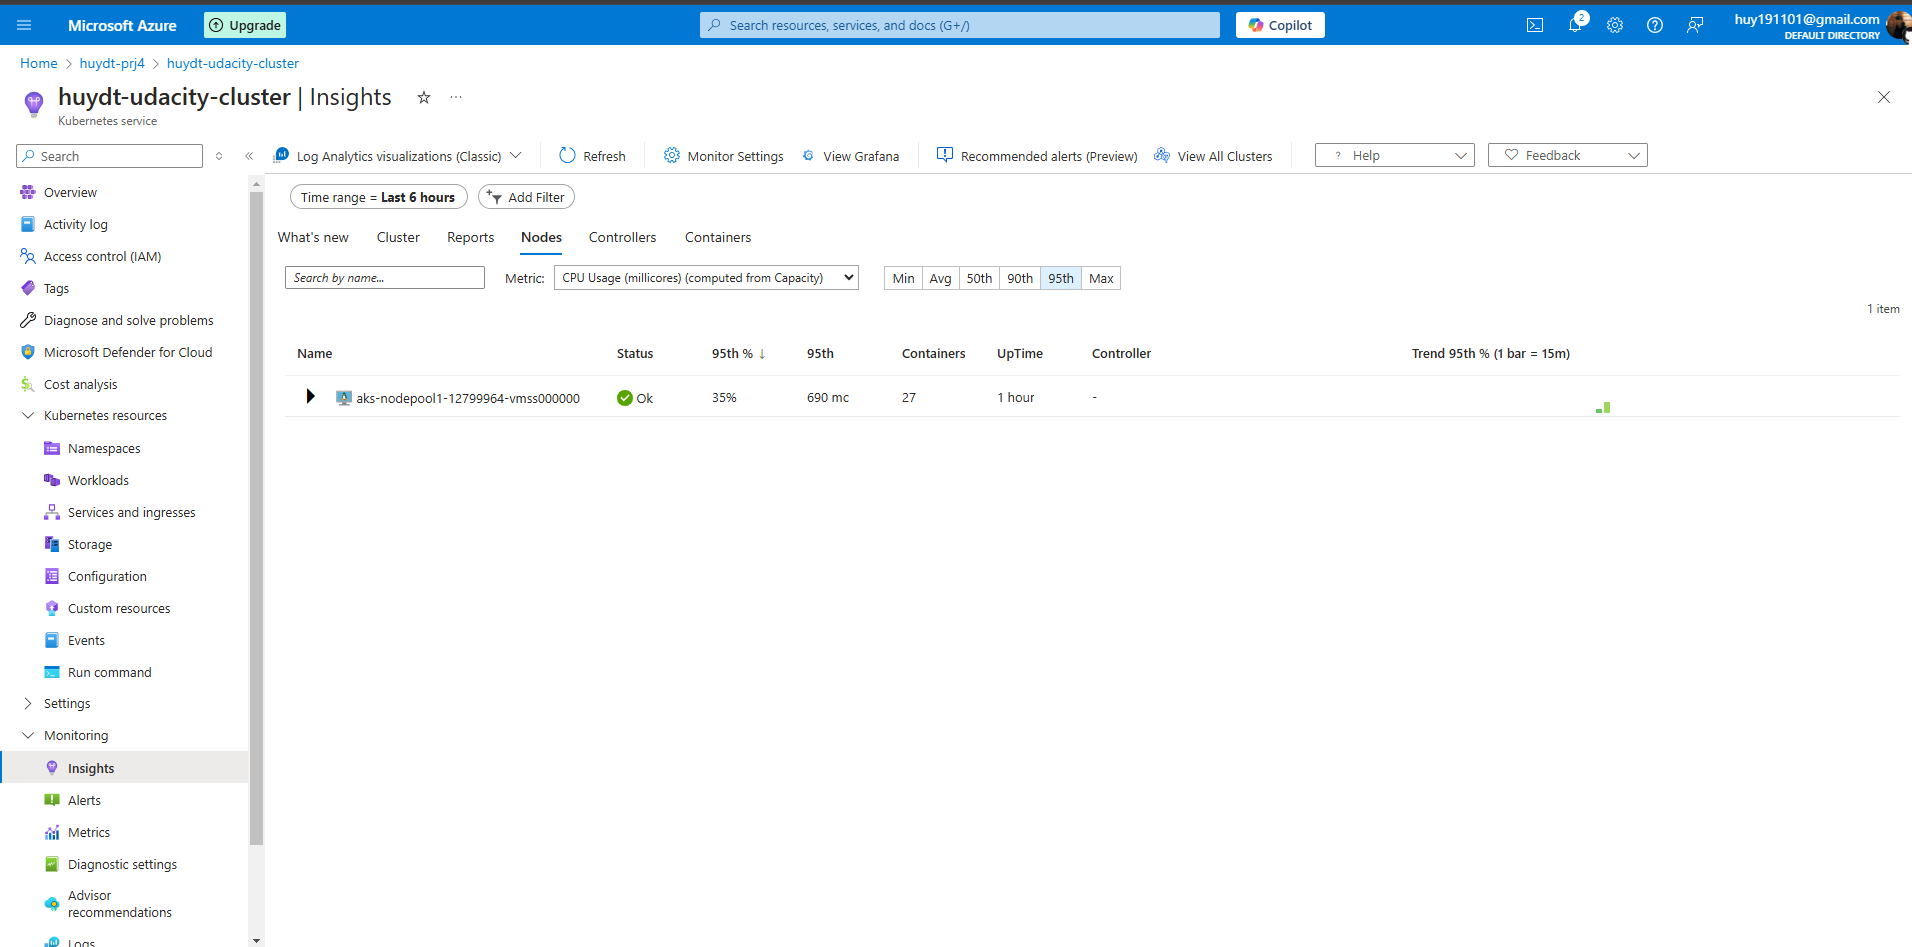 Microsoft Azure
Upgrade
Search resources, services, and docs (G+/)
Copilot
2
huy191101@gmail.com
DEFAULT DIRECTORY
Home
huydt-prj4
huydt-udacity-cluster
huydt-udacity-cluster | Insights
Kubernetes service
Search
Log Analytics visualizations (Classic)
Refresh
Monitor Settings
View Grafana
Recommended alerts (Preview)
View All Clusters
? Help
Feedback
Overview
Activity log
Access control (IAM)
Tags
Diagnose and solve problems
Microsoft Defender for Cloud
Cost analysis
Kubernetes resources
Namespaces
Workloads
Services and ingresses
Storage
Configuration
Custom resources
Events
Run command
Settings
Monitoring
Insights
Alerts
Metrics
Diagnostic settings
Advisor
recommendations
Logs
Time range = Last 6 hours
Add Filter
What's new
Cluster
Reports
Nodes
Controllers
Containers
Search by name...
Metric:
CPU Usage (millicores) (computed from Capacity)
Min
Avg
50th
90th
95th
Max
1 item
Name
Status
95th % ↓
95th
Containers
UpTime
Controller
Trend 95th % (1 bar = 15m)
aks-nodepool1-12799964-vmss000000
Ok
35%
690 mc
27
1 hour
-